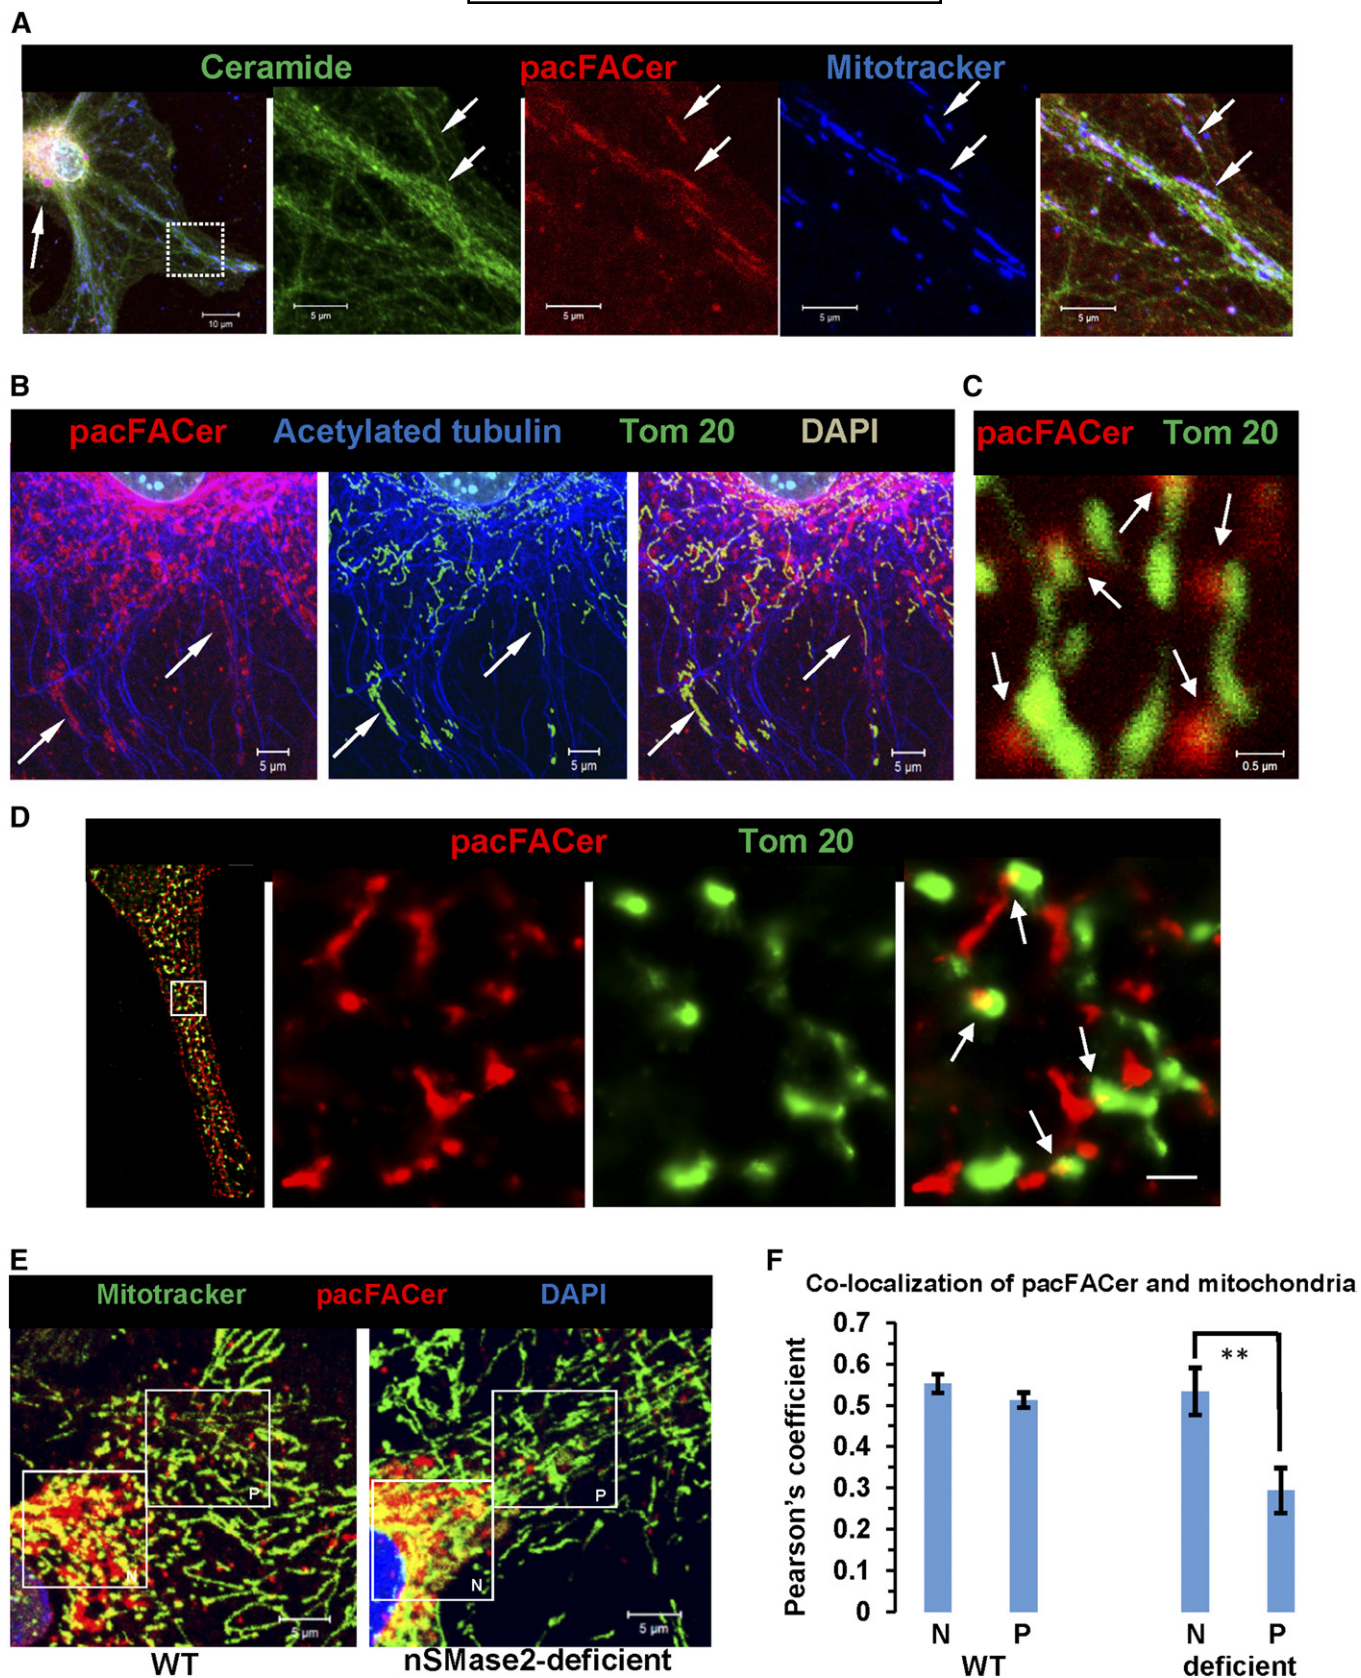 A
Ceramide pacFACer Mitotracker
10 µm 5 µm 5 µm 5 µm 5 µm
B
pacFACer Acetylated tubulin Tom 20 DAPI
5 µm 5 µm 5 µm
C
pacFACer Tom 20
0.5 µm
D
pacFACer Tom 20
E
Mitotracker pacFACer DAPI
P
N
5 µm
WT
P
N
5 µm
nSMase2-deficient
F
Co-localization of pacFACer and mitochondria
Pearson's coefficient
0.7
0.6
0.5
0.4
0.3
0.2
0.1
0
**
N P N P
WT deficient